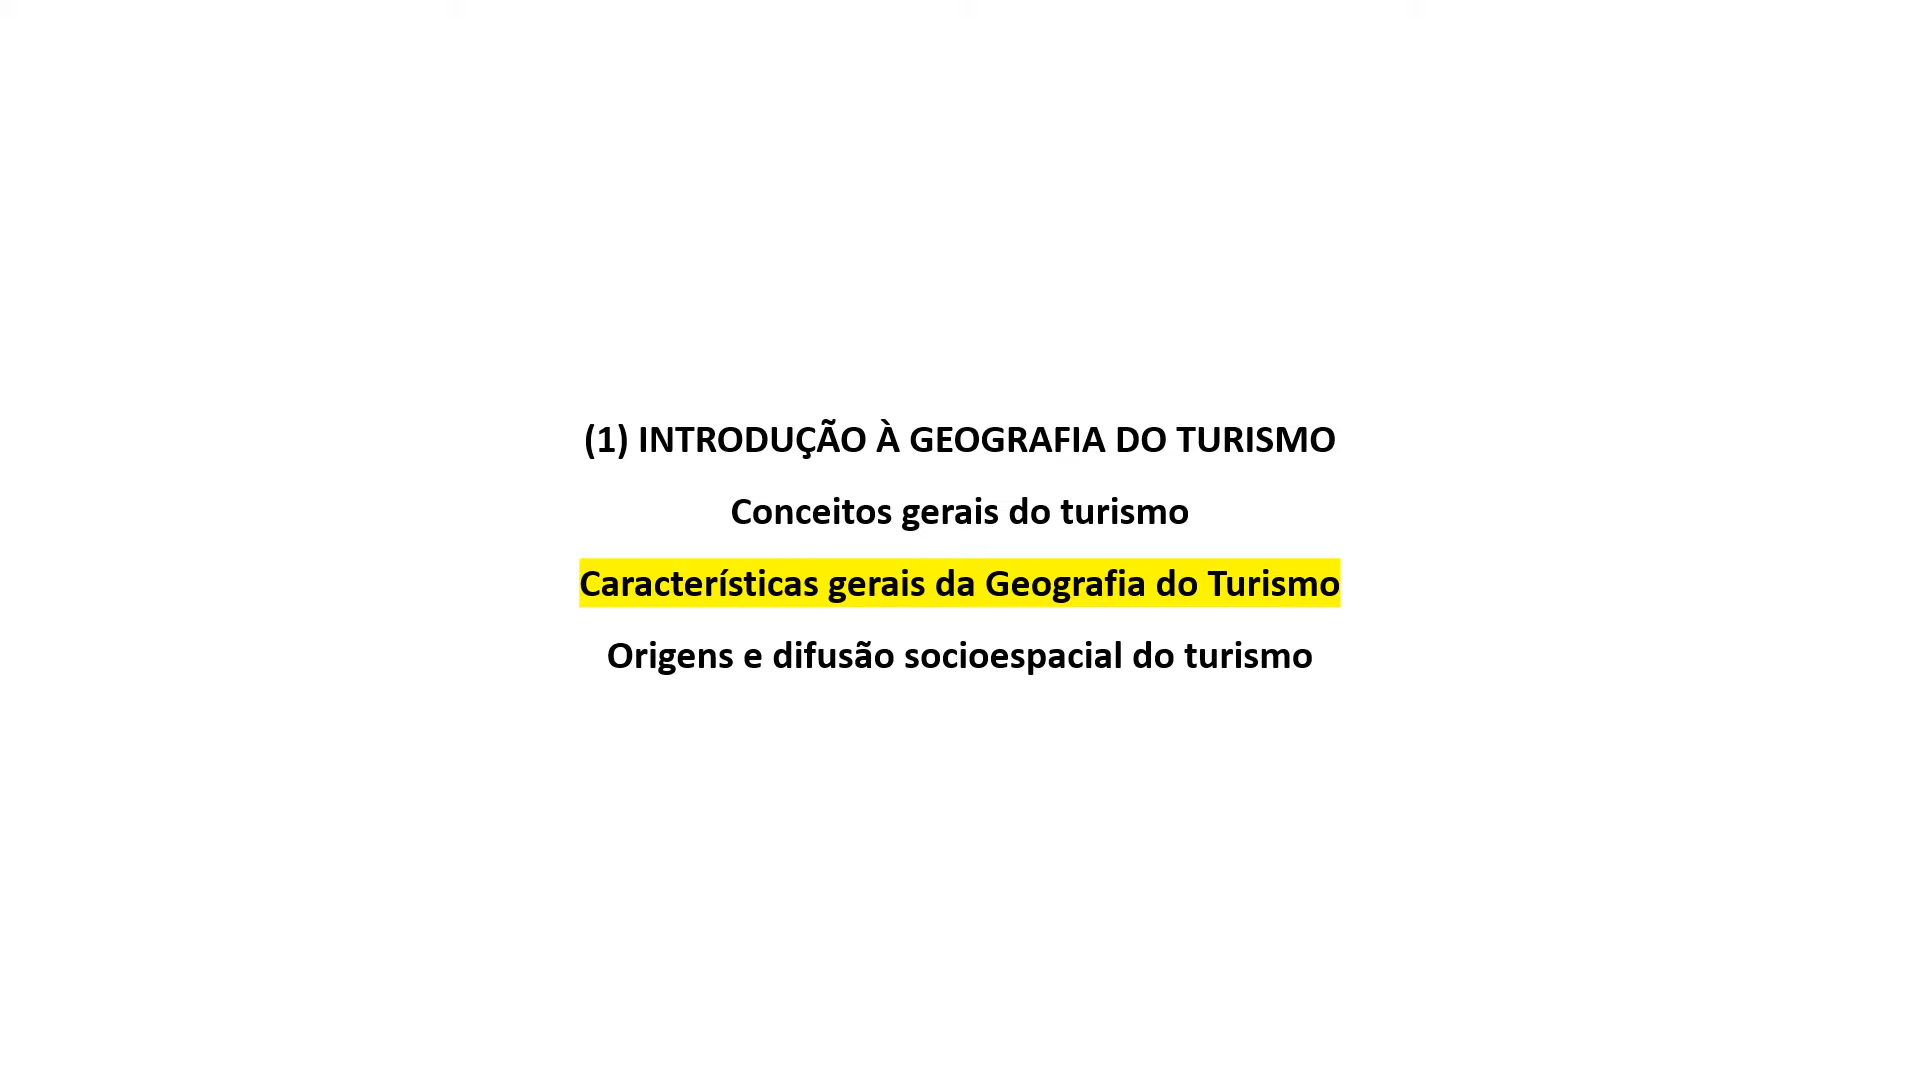 (1) INTRODUÇÃO À GEOGRAFIA DO TURISMO
Conceitos gerais do turismo
Características gerais da Geografia do Turismo
Origens e difusão socioespacial do turismo